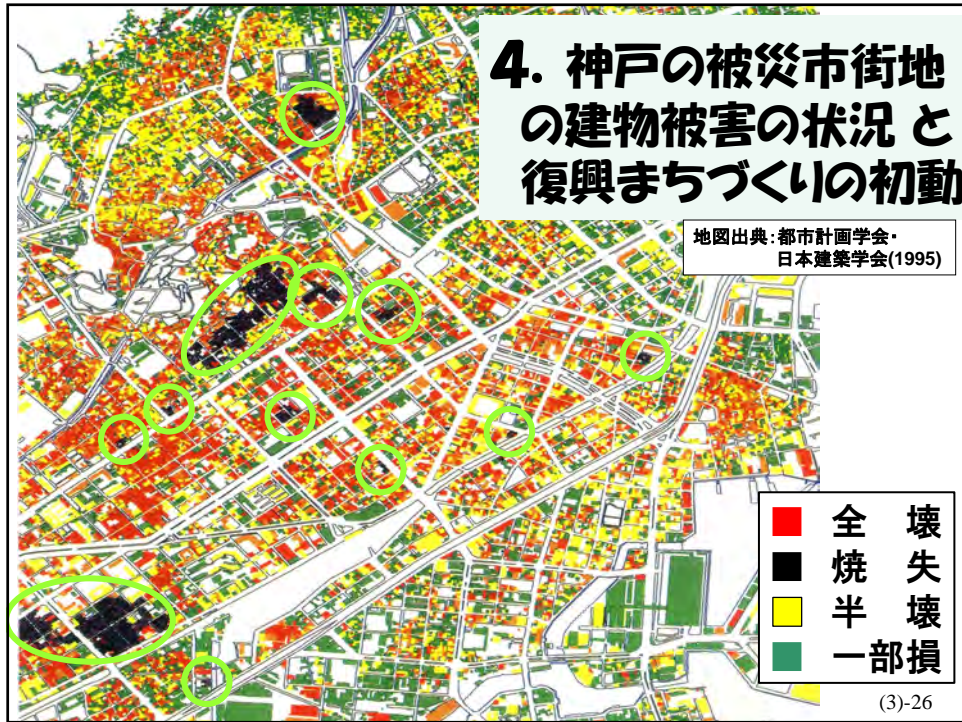 4. 神戸の被災市街地
の建物被害の状況 と
復興まちづくりの初動
地図出典:都市計画学会・
日本建築学会(1995)
全 壊
焼 失
半 壊
一部損
(3)-26